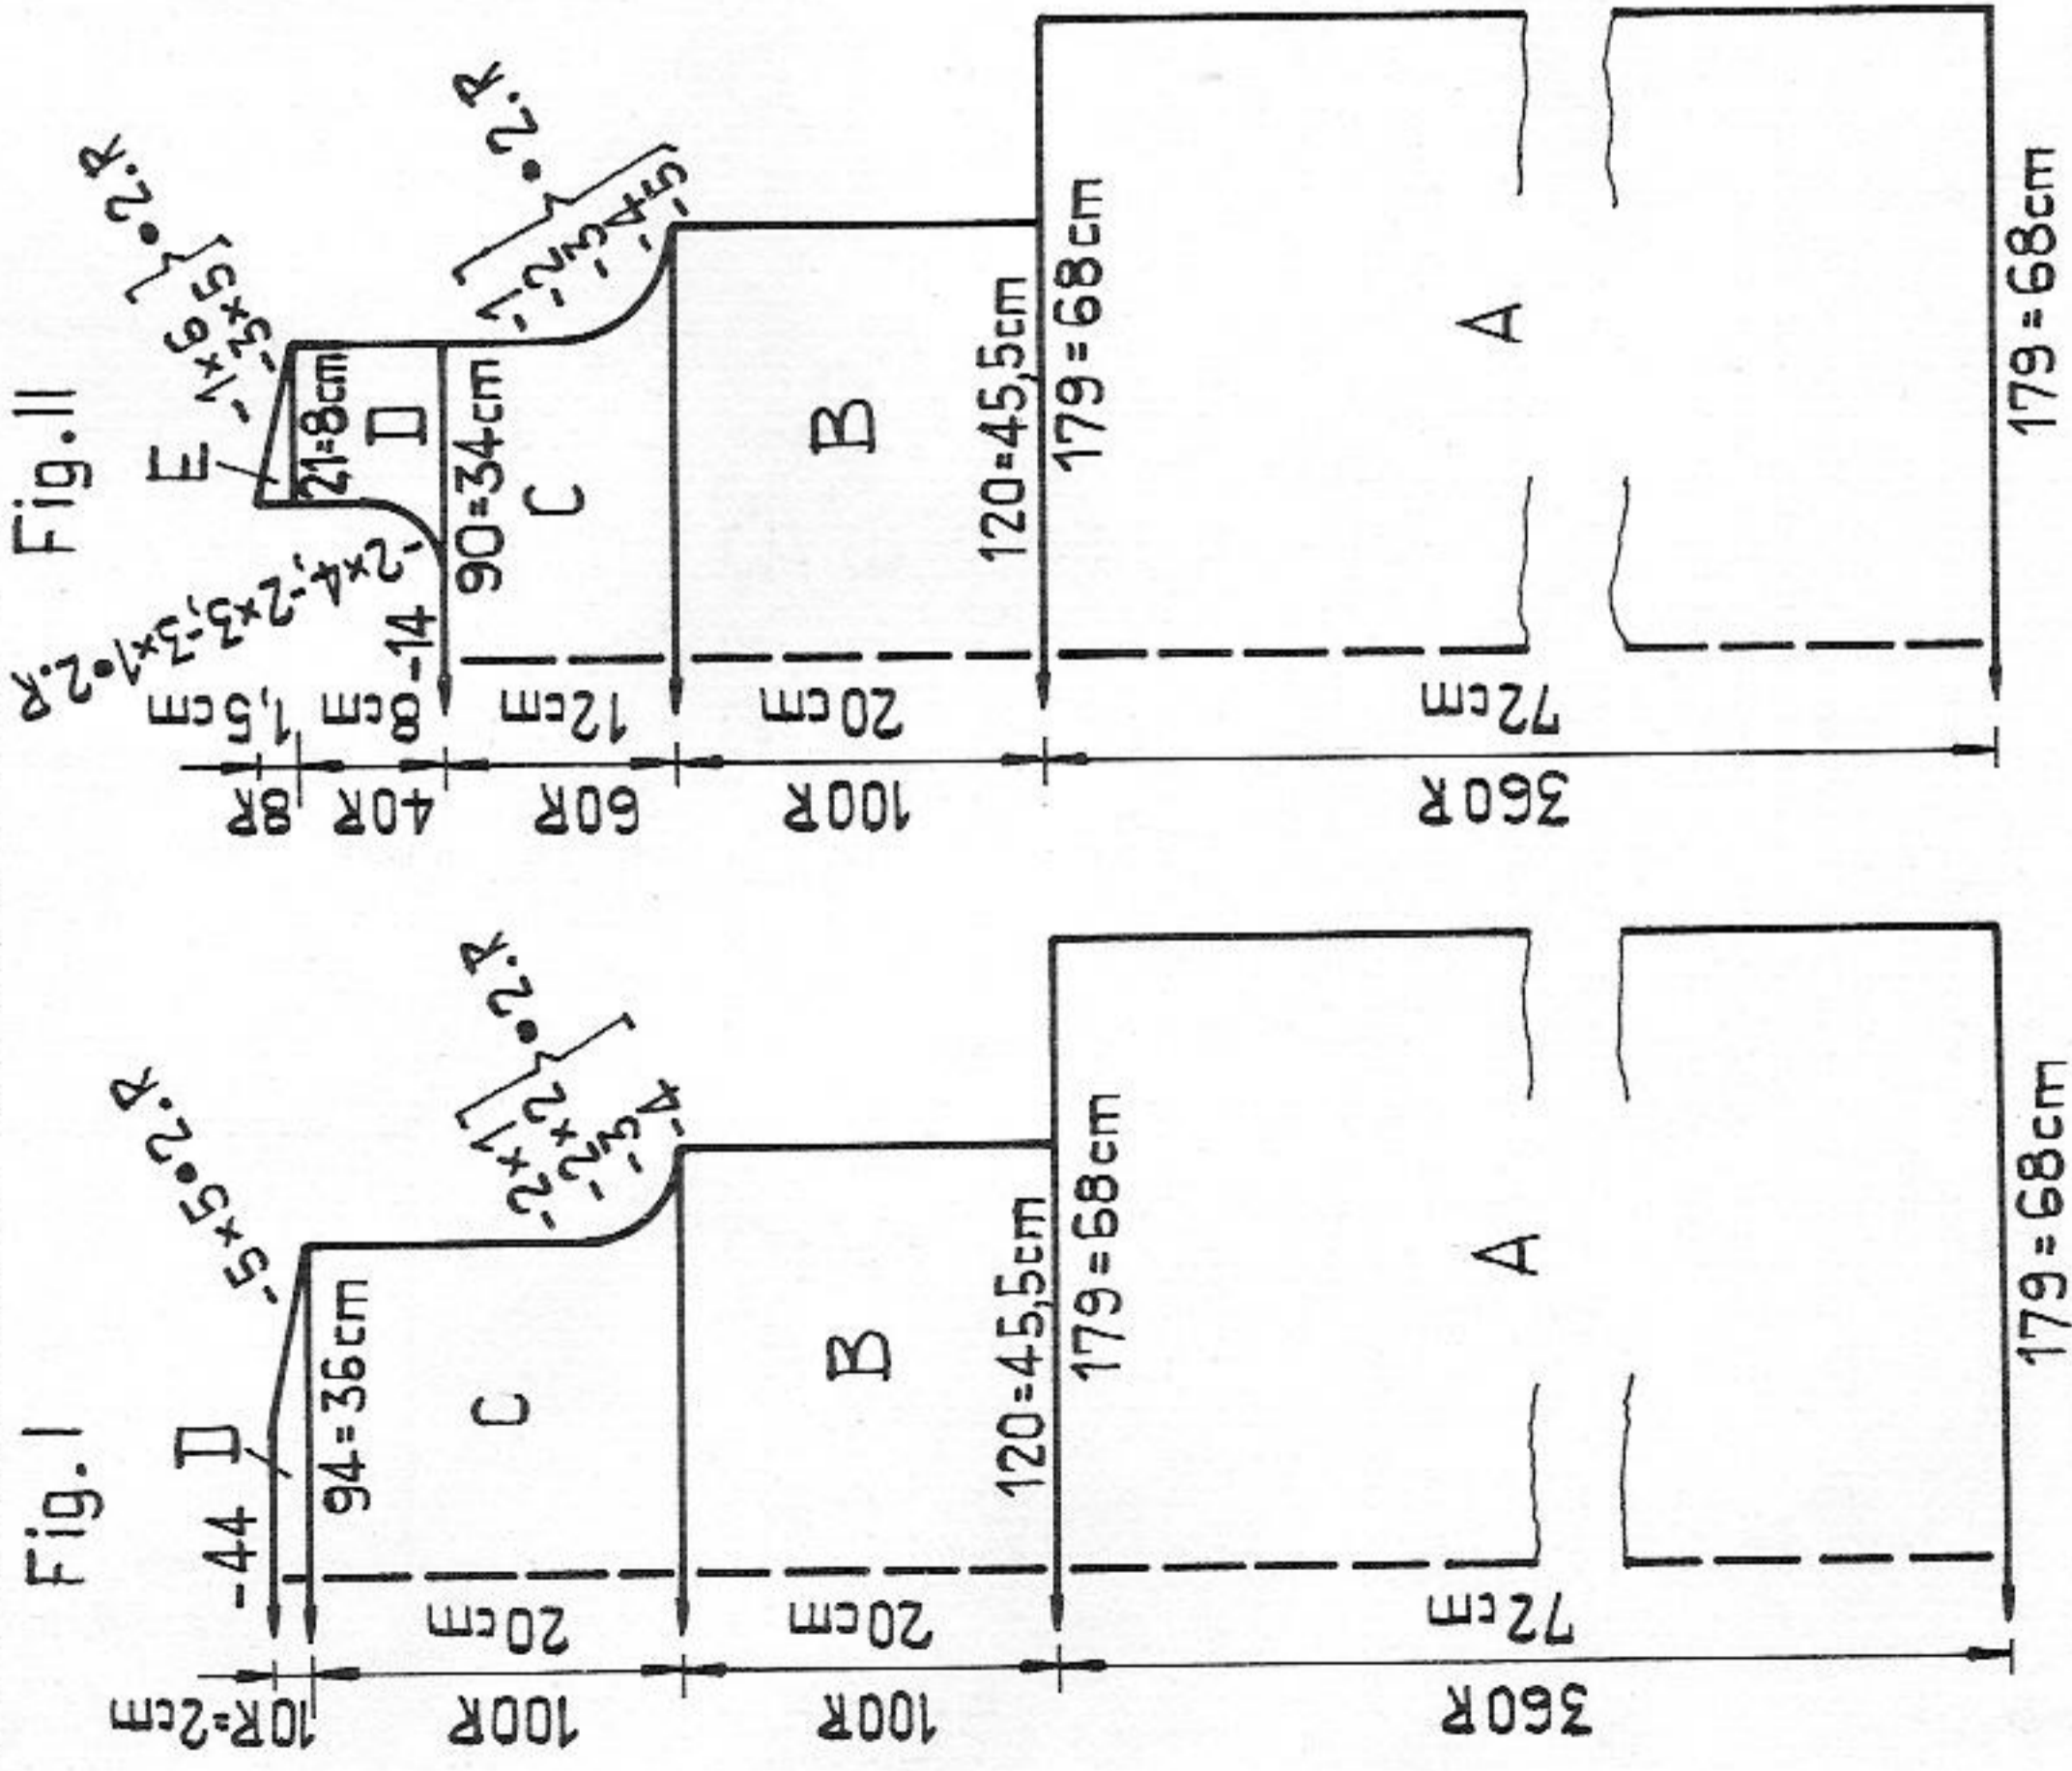 Fig. I
-5×5•2.R
-44
D
10R=2cm
94=36cm
C
20cm
100R
-2×1
-2×2
-3
-4
•2.R
B
20cm
100R
120=45,5cm
179=68cm
A
72cm
360R
179=68cm
Fig. II
-1×6
-3×5
•2.R
E
8R
1,5cm
21=8cm
D
40R
8cm
-2×4,-2×3,-3×1•2.R
-14
90=34cm
C
12cm
60R
-1
-2
-3
-4
-5
•2.R
B
20cm
100R
120=45,5cm
179=68cm
A
72cm
360R
179=68cm